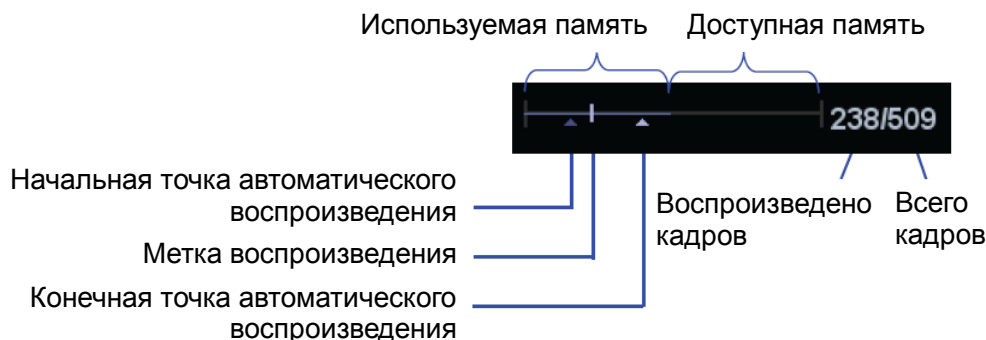 Используемая память
Доступная память
238/509
Начальная точка автоматического
воспроизведения
Воспроизведено
кадров
Всего
кадров
Метка воспроизведения
Конечная точка автоматического
воспроизведения